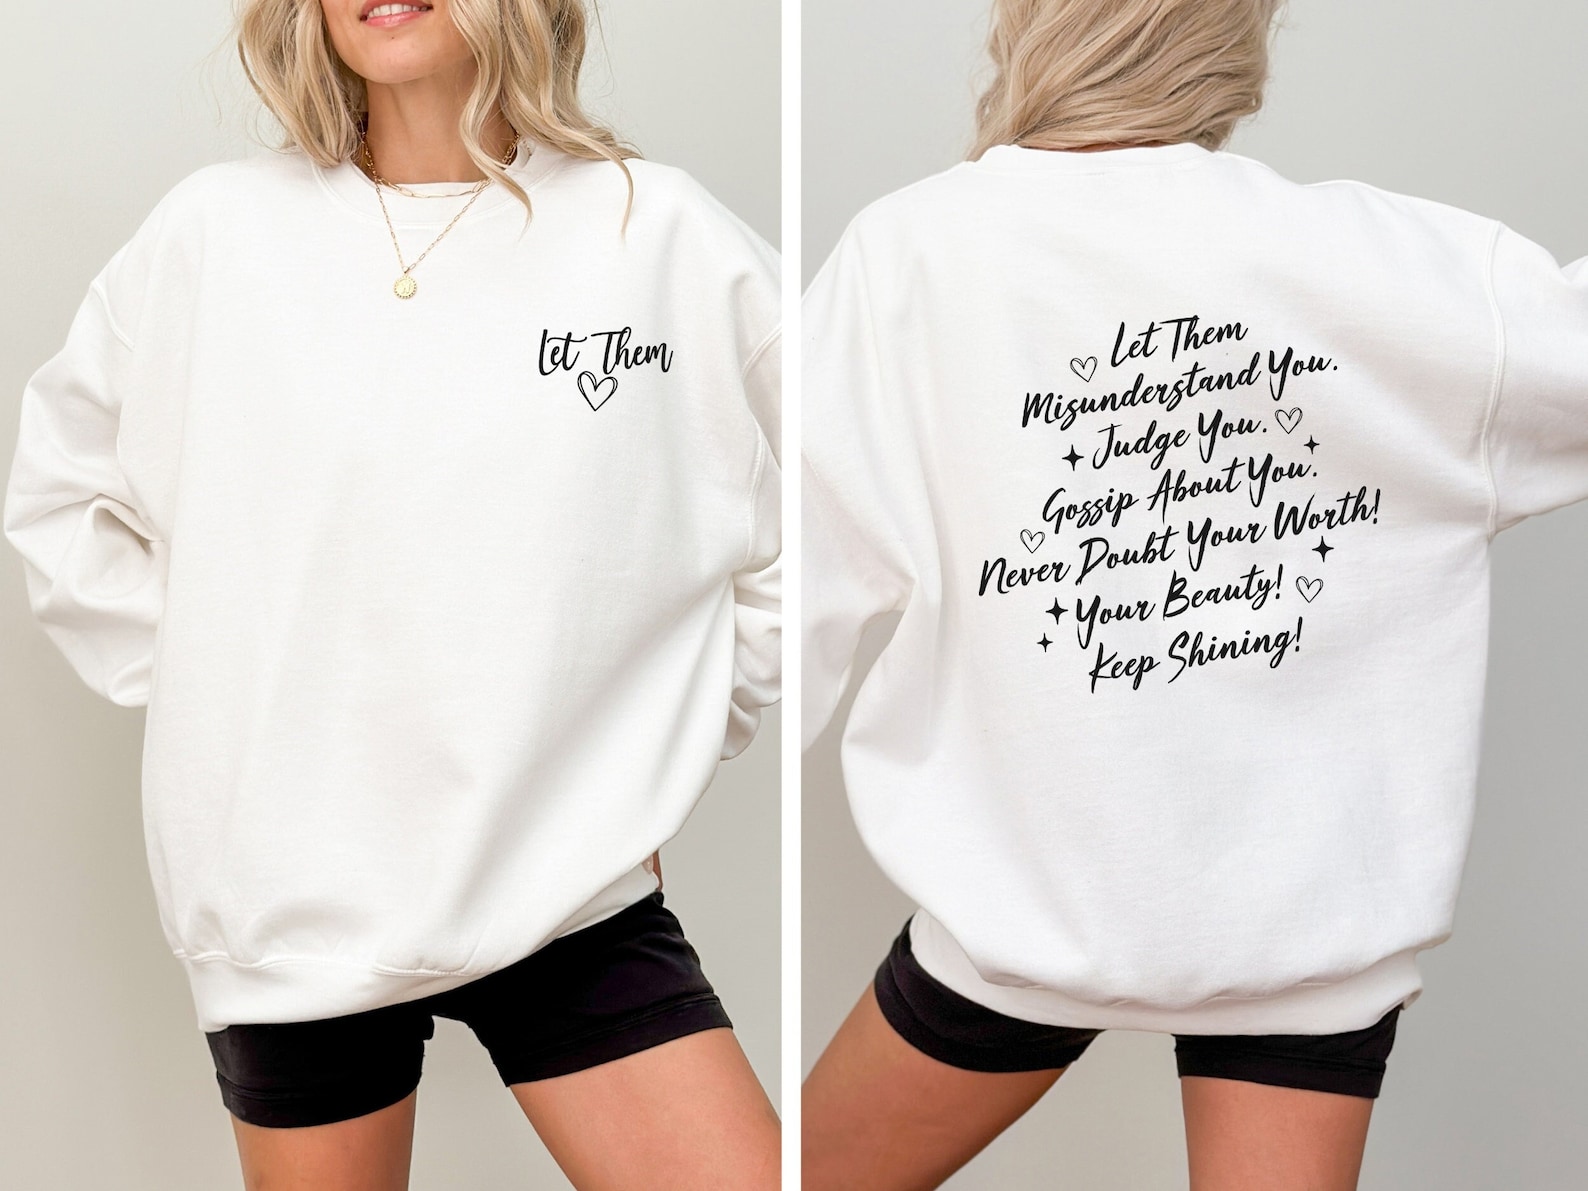 Let Them
Let Them
Misunderstand You.
Judge You.
Gossip About You.
Never Doubt Your Worth!
Your Beauty!
Keep Shining!